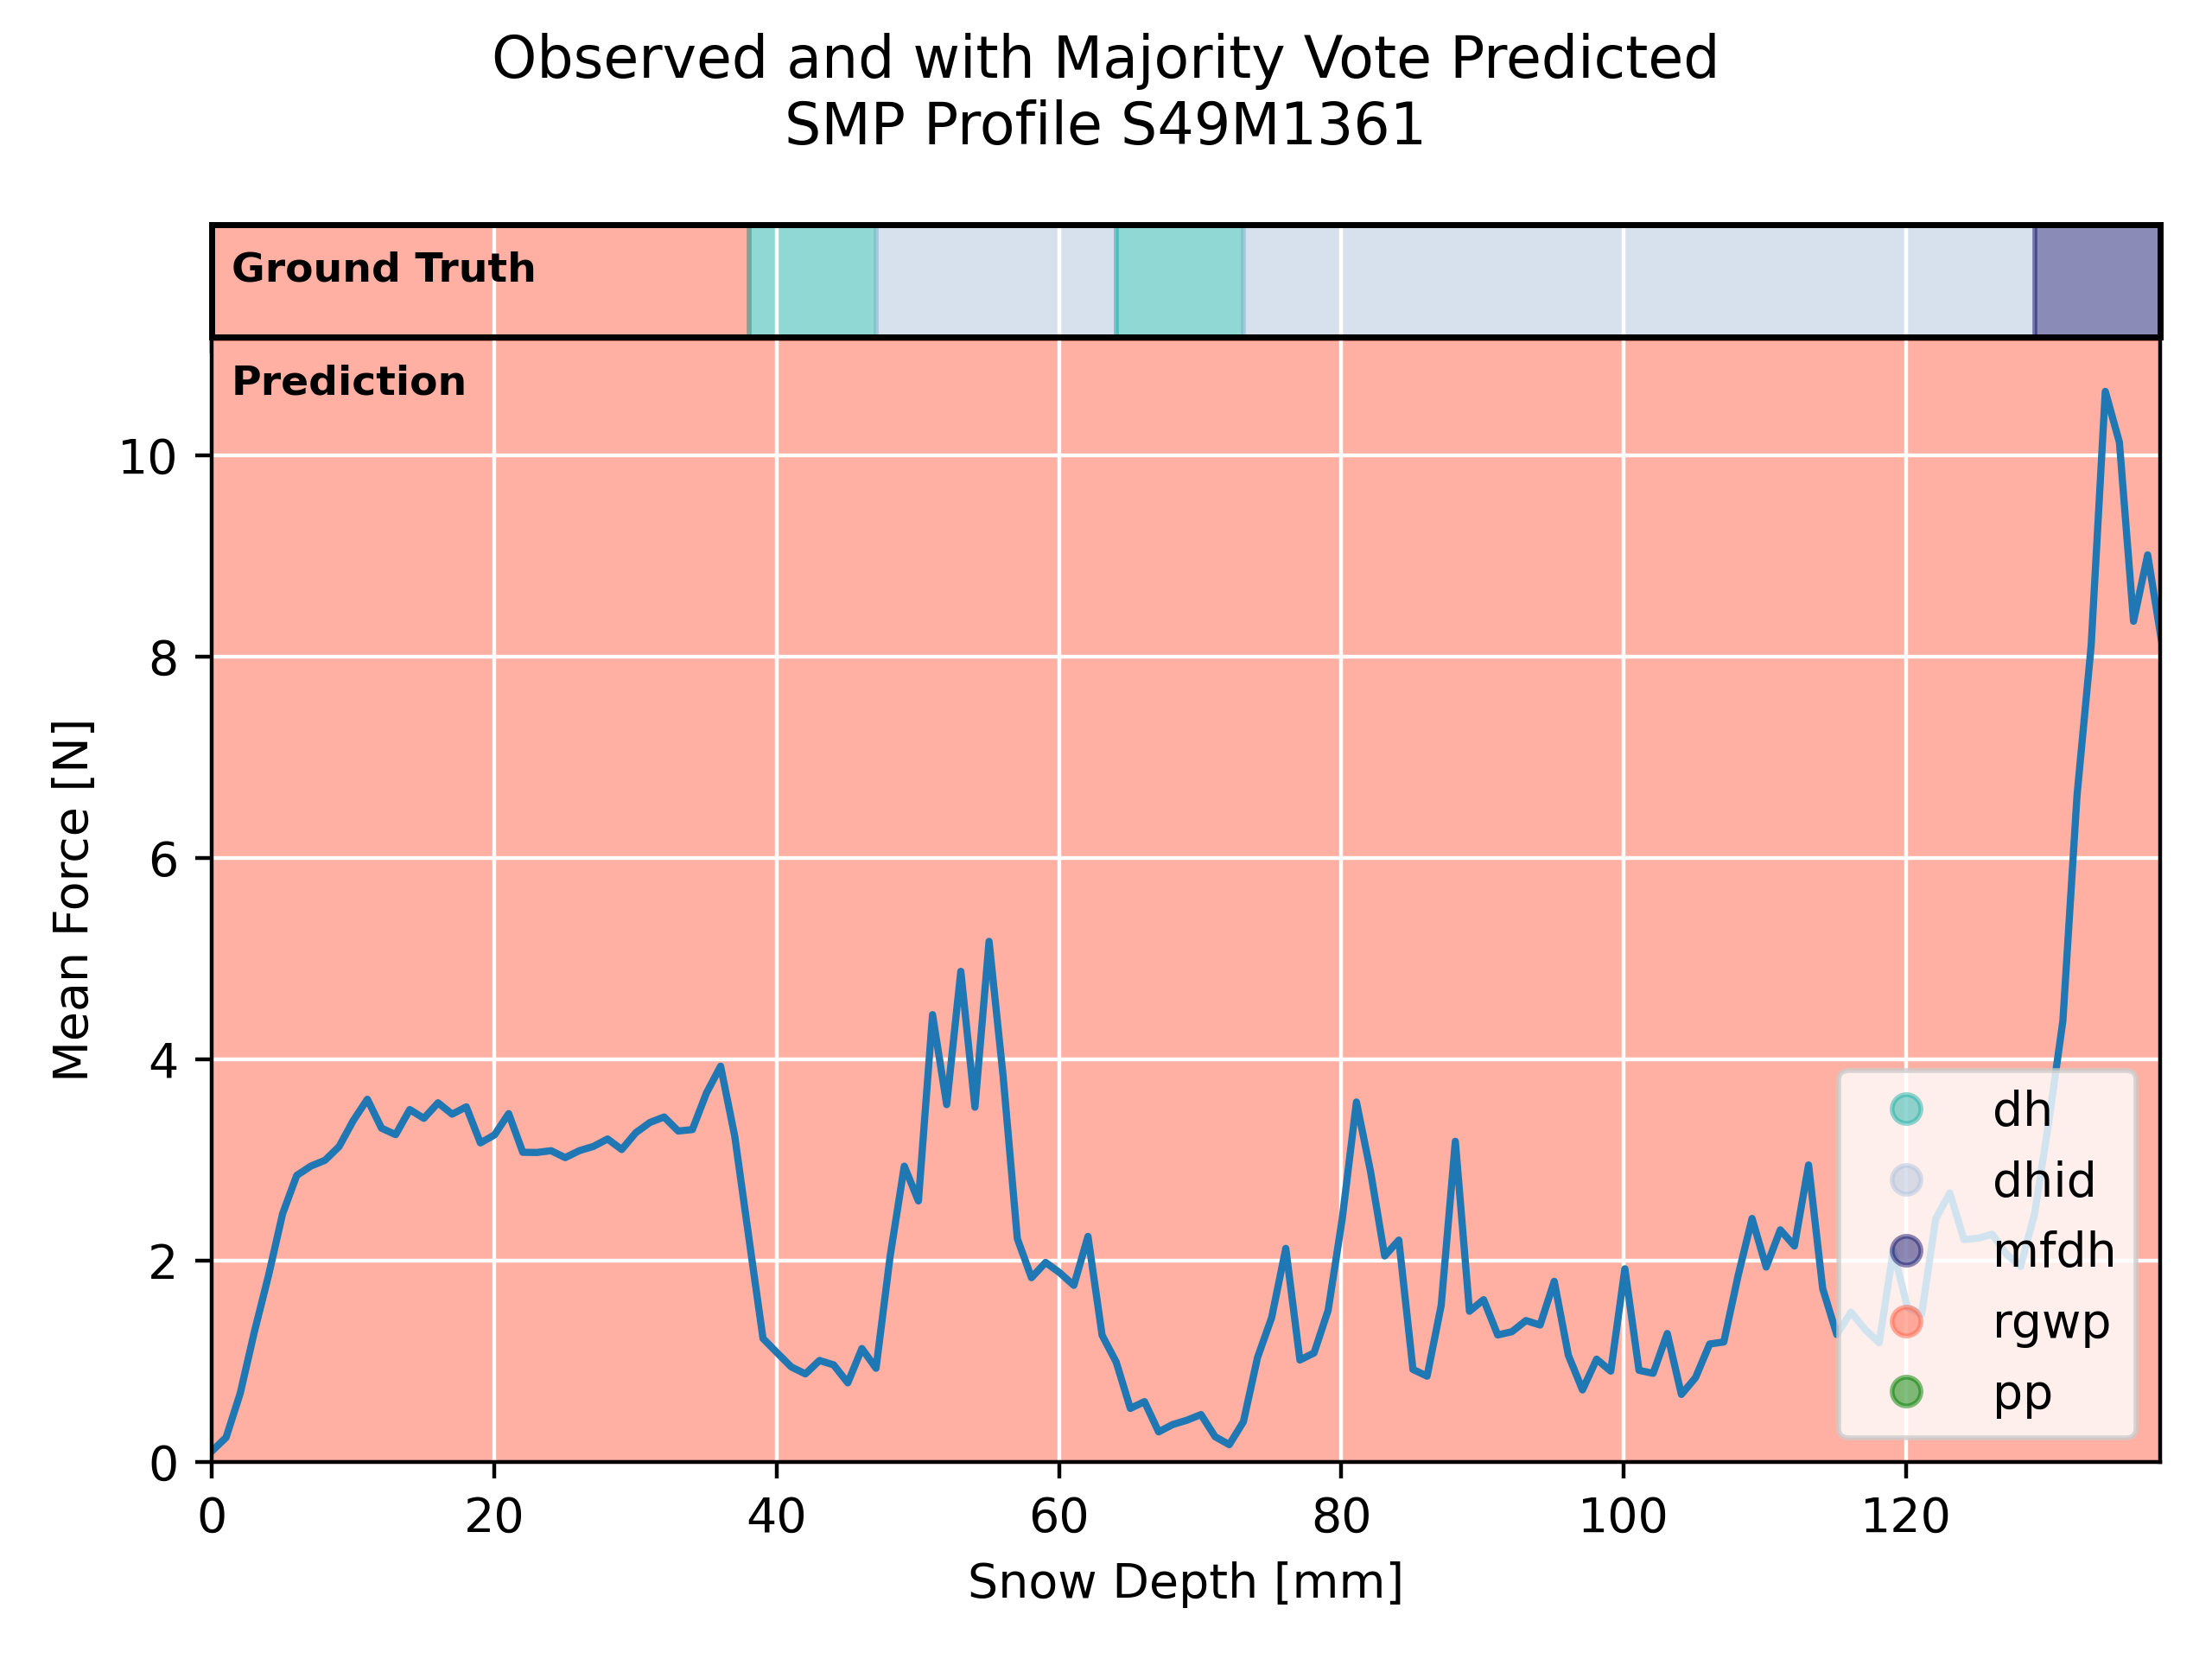 Observed and with Majority Vote Predicted
SMP Profile S49M1361
Ground Truth
Prediction
10
8
6
4
2
0
Mean Force [N]
dh
dhid
mfdh
rgwp
pp
0 20 40 60 80 100 120
Snow Depth [mm]